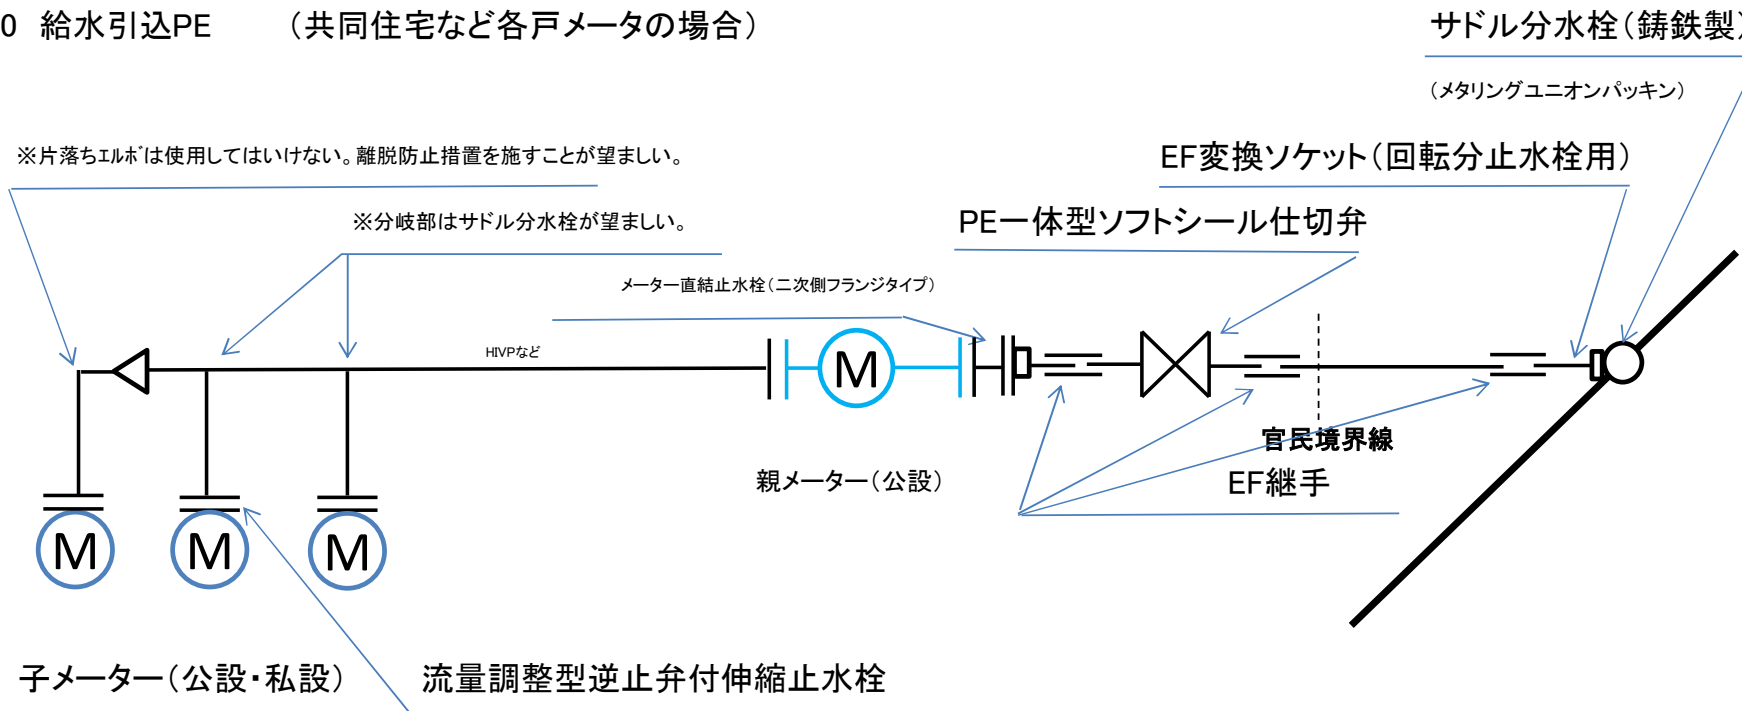 0 給水引込PE （共同住宅など各戸メータの場合）
サドル分水栓（鋳鉄製）
（メタリングユニオンパッキン）
※片落ちエルボは使用してはいけない。離脱防止措置を施すことが望ましい。
EF変換ソケット（回転分止水栓用）
※分岐部はサドル分水栓が望ましい。
PE一体型ソフトシール仕切弁
メーター直結止水栓（二次側フランジタイプ）
HIVPなど
M
官民境界線
親メーター（公設）
EF継手
M
M
M
子メーター（公設・私設）
流量調整型逆止弁付伸縮止水栓